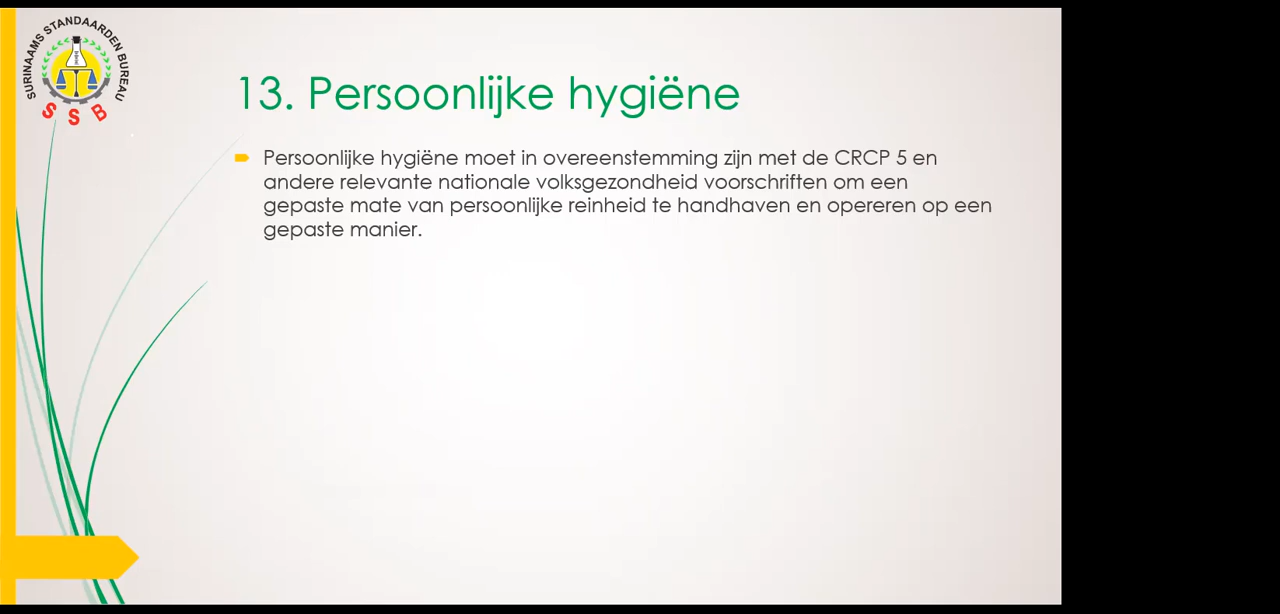 SURINAAMS STANDAARDEN BUREAU
SSB
13. Persoonlijke hygiëne
Persoonlijke hygiëne moet in overeenstemming zijn met de CRCP 5 en
andere relevante nationale volksgezondheid voorschriften om een
gepaste mate van persoonlijke reinheid te handhaven en opereren op een
gepaste manier.